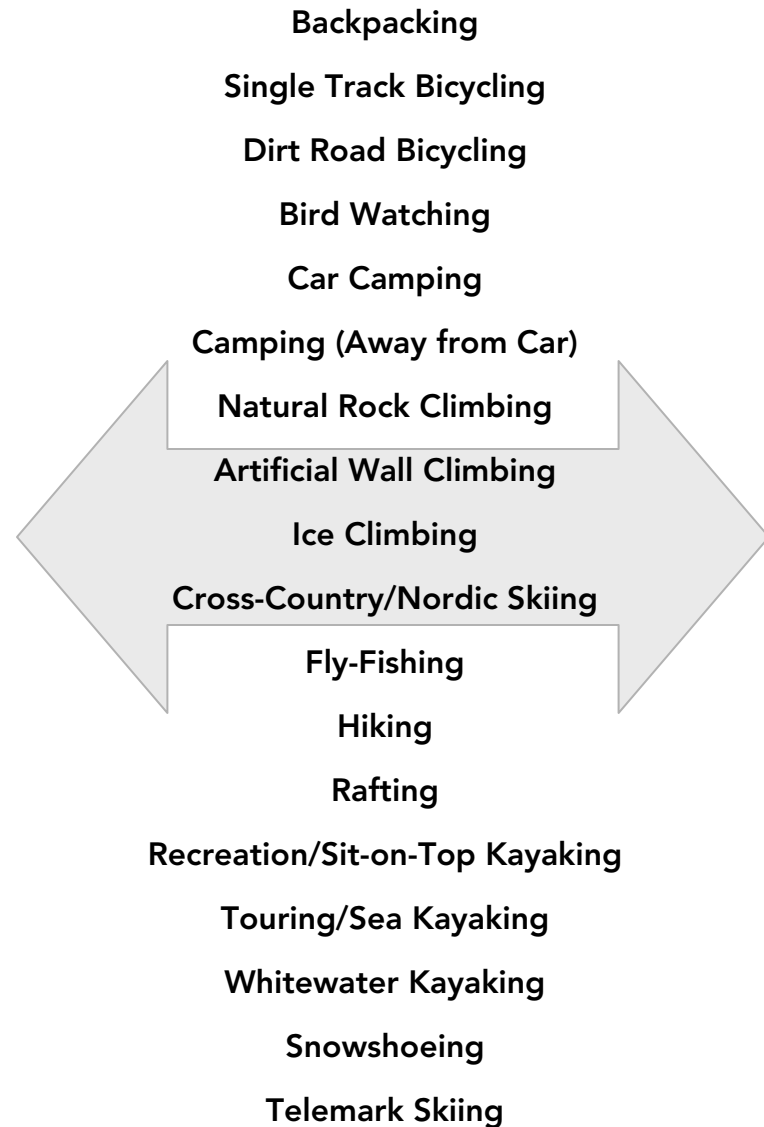 Backpacking
Single Track Bicycling
Dirt Road Bicycling
Bird Watching
Car Camping
Camping (Away from Car)
Natural Rock Climbing
Artificial Wall Climbing
Ice Climbing
Cross-Country/Nordic Skiing
Fly-Fishing
Hiking
Rafting
Recreation/Sit-on-Top Kayaking
Touring/Sea Kayaking
Whitewater Kayaking
Snowshoeing
Telemark Skiing